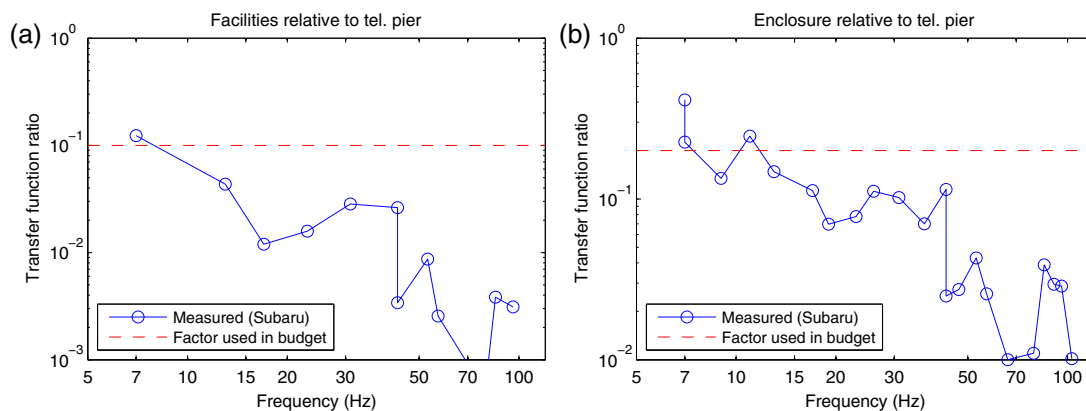 (a)
Facilities relative to tel. pier
10^0
10^-1
10^-2
10^-3
Transfer function ratio
Measured (Subaru)
Factor used in budget
5 7 10 15 20 30 50 70 100
Frequency (Hz)
(b)
Enclosure relative to tel. pier
10^0
10^-1
10^-2
Transfer function ratio
Measured (Subaru)
Factor used in budget
5 7 10 15 20 30 50 70 100
Frequency (Hz)